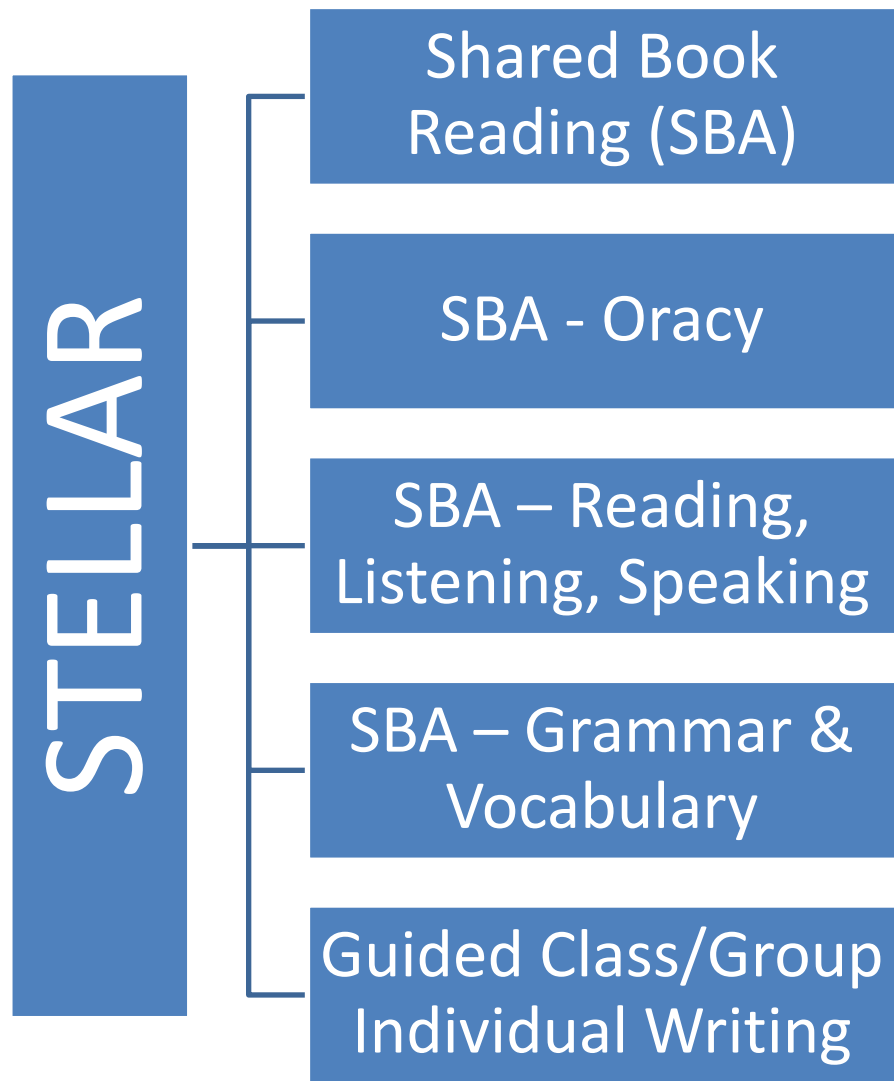 STELLAR
Shared Book
Reading (SBA)
SBA - Oracy
SBA – Reading,
Listening, Speaking
SBA – Grammar &
Vocabulary
Guided Class/Group
Individual Writing